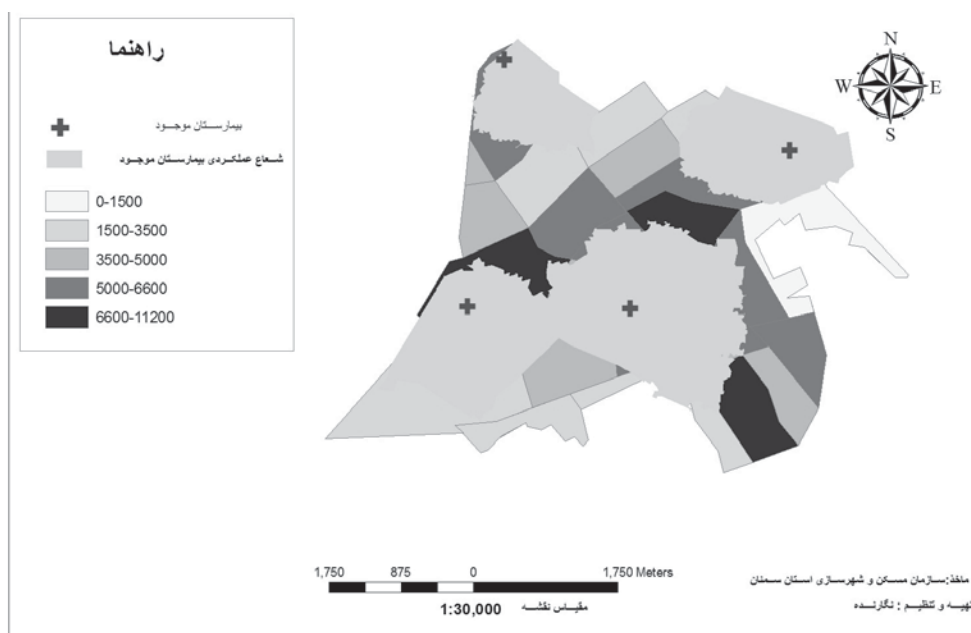 راهنما
بیمارستان موجود
شعاع عملکردی بیمارستان موجود
0-1500
1500-3500
3500-5000
5000-6600
6600-11200
N
W E
S
1,750 875 0 1,750 Meters
مقیاس نقشه 1:30,000
ماخذ:سازمان مسکن و شهرسازی استان سمنان
تهیه و تنظیم : نگارنده